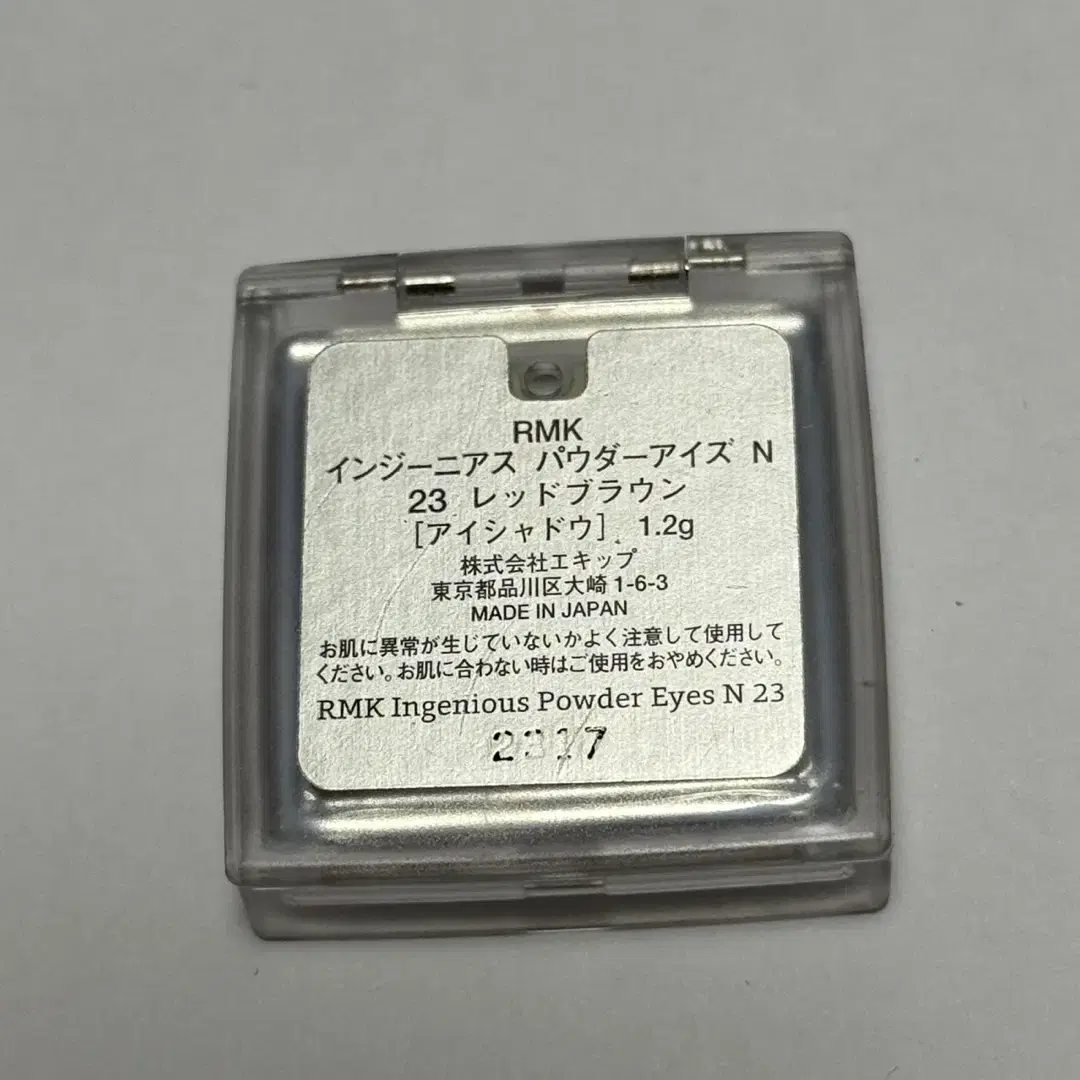 RMK
インジーニアス パウダーアイズ N
23 レッドブラウン
[アイシャドウ] 1.2g
株式会社エキップ
東京都品川区大崎1-6-3
MADE IN JAPAN
お肌に異常が生じていないかよく注意して使用して
ください。お肌に合わない時はご使用をおやめください。
RMK Ingenious Powder Eyes N 23
2317